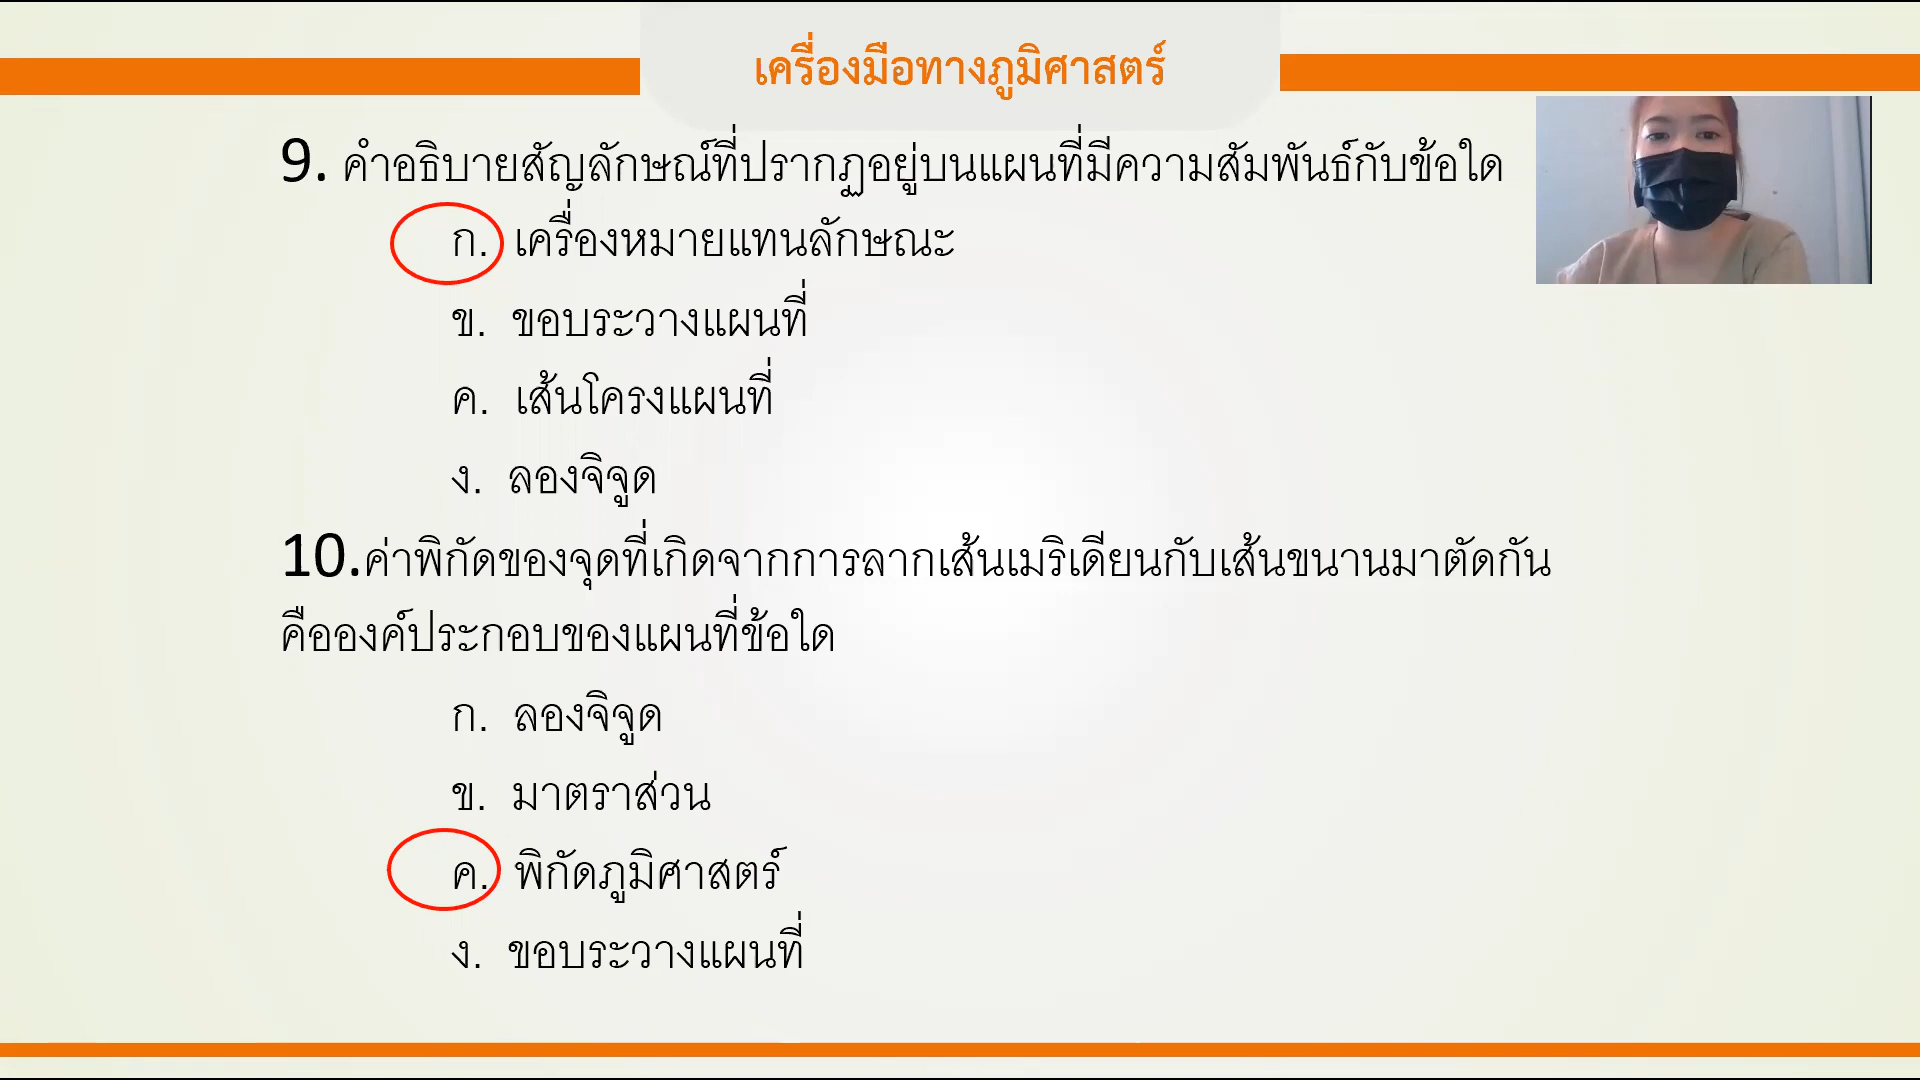 เครื่องมือทางภูมิศาสตร์
9. คำอธิบายสัญลักษณ์ที่ปรากฏอยู่บนแผนที่มีความสัมพันธ์กับข้อใด
ก. เครื่องหมายแทนลักษณะ
ข. ขอบระวางแผนที่
ค. เส้นโครงแผนที่
ง. ลองจิจูด
10.ค่าพิกัดของจุดที่เกิดจากการลากเส้นเมริเดียนกับเส้นขนานมาตัดกัน
คือองค์ประกอบของแผนที่ข้อใด
ก. ลองจิจูด
ข. มาตราส่วน
ค. พิกัดภูมิศาสตร์
ง. ขอบระวางแผนที่